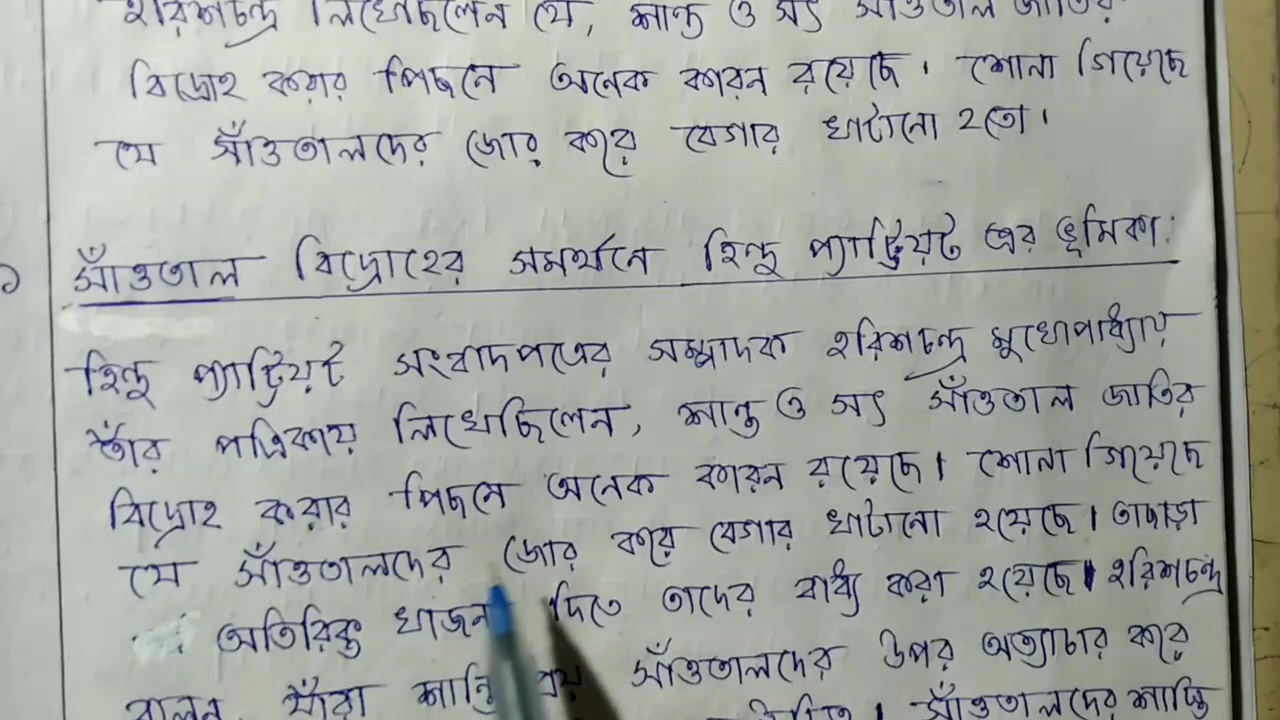 হরিশচন্দ্র লিখেছিলেন যে, শান্ত ও সৎ সাঁওতাল জাতির
বিদ্রোহ করার পিছনে অনেক কারন রয়েছে। শোনা গিয়েছে
যে সাঁওতালদের জোর করে বেগার খাটানো হতো।
সাঁওতাল বিদ্রোহের সমর্থনে হিন্দু প্যাট্রিয়ট এর ভূমিকা:
হিন্দু প্যাট্রিয়ট সংবাদপত্রের সম্পাদক হরিশচন্দ্র মুখোপাধ্যায়
তাঁর পত্রিকায় লিখেছিলেন, শান্ত ও সৎ সাঁওতাল জাতির
বিদ্রোহ করার পিছনে অনেক কারন রয়েছে। শোনা গিয়েছে
যে সাঁওতালদের জোর করে বেগার খাটানো হয়েছে। তাছাড়া
অতিরিক্ত খাজনা দিতে তাদের বাধ্য করা হয়েছে। হরিশচন্দ্র
বলেন, যাঁরা শান্তি সাঁওতালদের উপর অত্যাচার করে
সাঁওতালদের শাস্তি